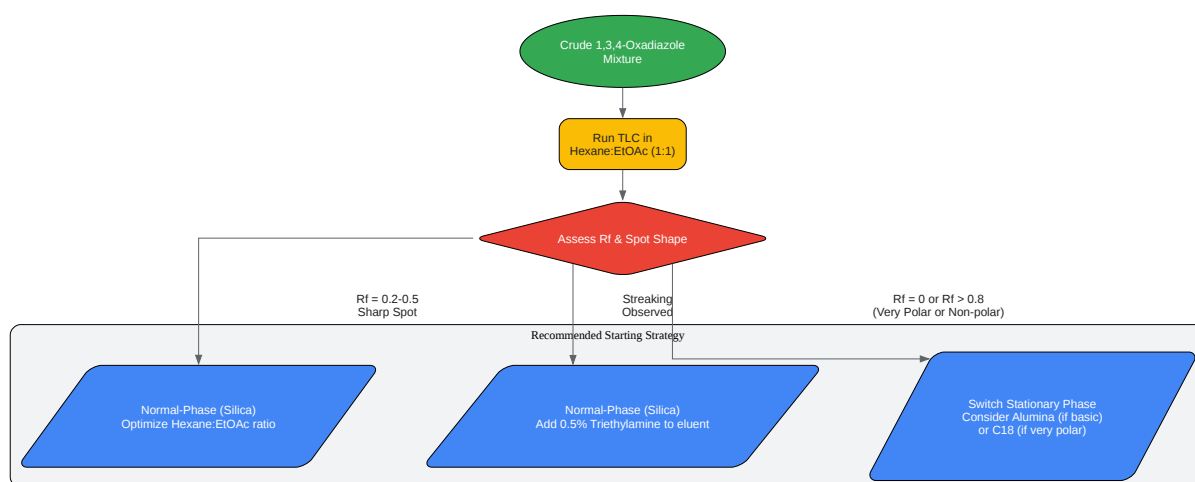 Crude 1,3,4-Oxadiazole
Mixture
Run TLC in
Hexane:EtOAc (1:1)
Assess Rf & Spot Shape
Rf = 0.2-0.5
Sharp Spot
Streaking
Observed
Rf = 0 or Rf > 0.8
(Very Polar or Non-polar)
Recommended Starting Strategy
Normal-Phase (Silica)
Optimize Hexane:EtOAc ratio
Normal-Phase (Silica)
Add 0.5% Triethylamine to eluent
Switch Stationary Phase
Consider Alumina (if basic)
or C18 (if very polar)